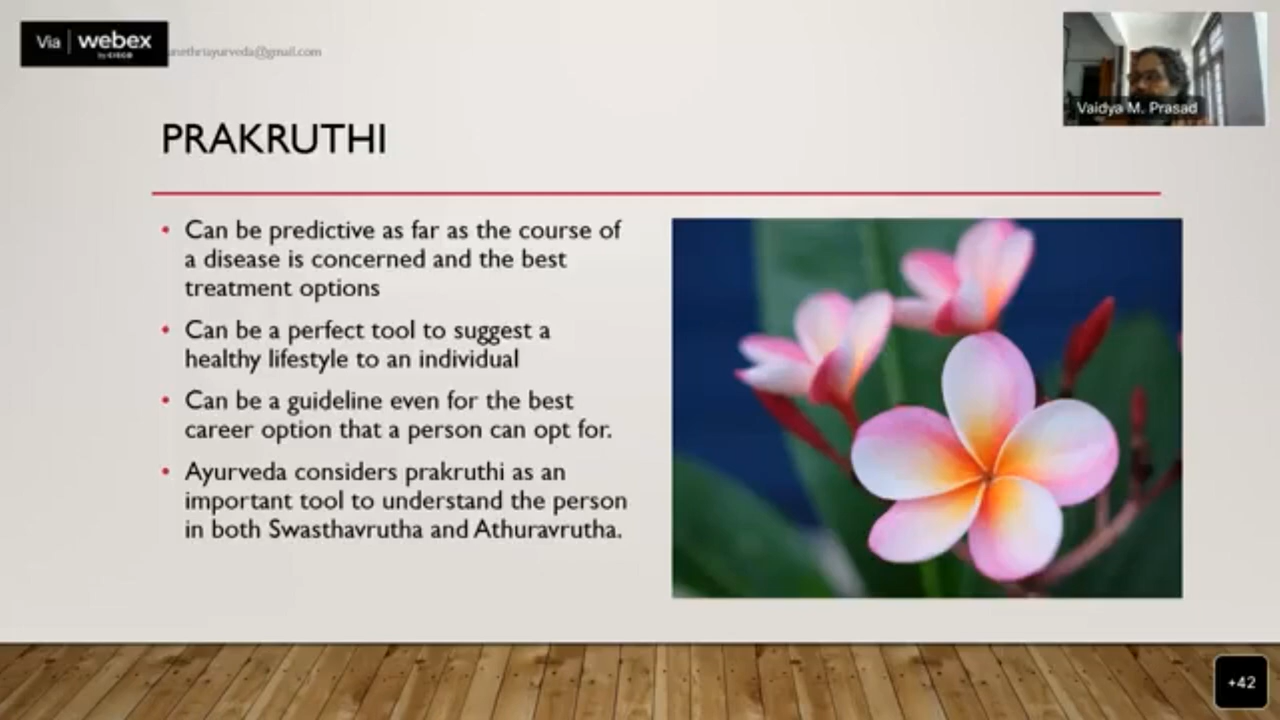 Via webex
by CISCO
unethriayurveda@gmail.com
Vaidya M. Prasad
PRAKRUTHI
• Can be predictive as far as the course of
a disease is concerned and the best
treatment options
• Can be a perfect tool to suggest a
healthy lifestyle to an individual
• Can be a guideline even for the best
career option that a person can opt for.
• Ayurveda considers prakruthi as an
important tool to understand the person
in both Swasthavrutha and Athuravrutha.
+42